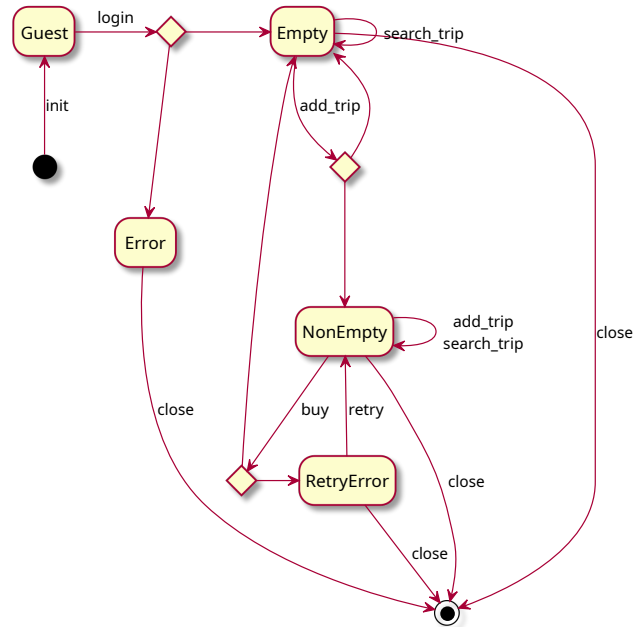 login
Guest
Empty
search_trip
init
add_trip
Error
NonEmpty
add_trip
search_trip
close
close
buy
retry
RetryError
close
close